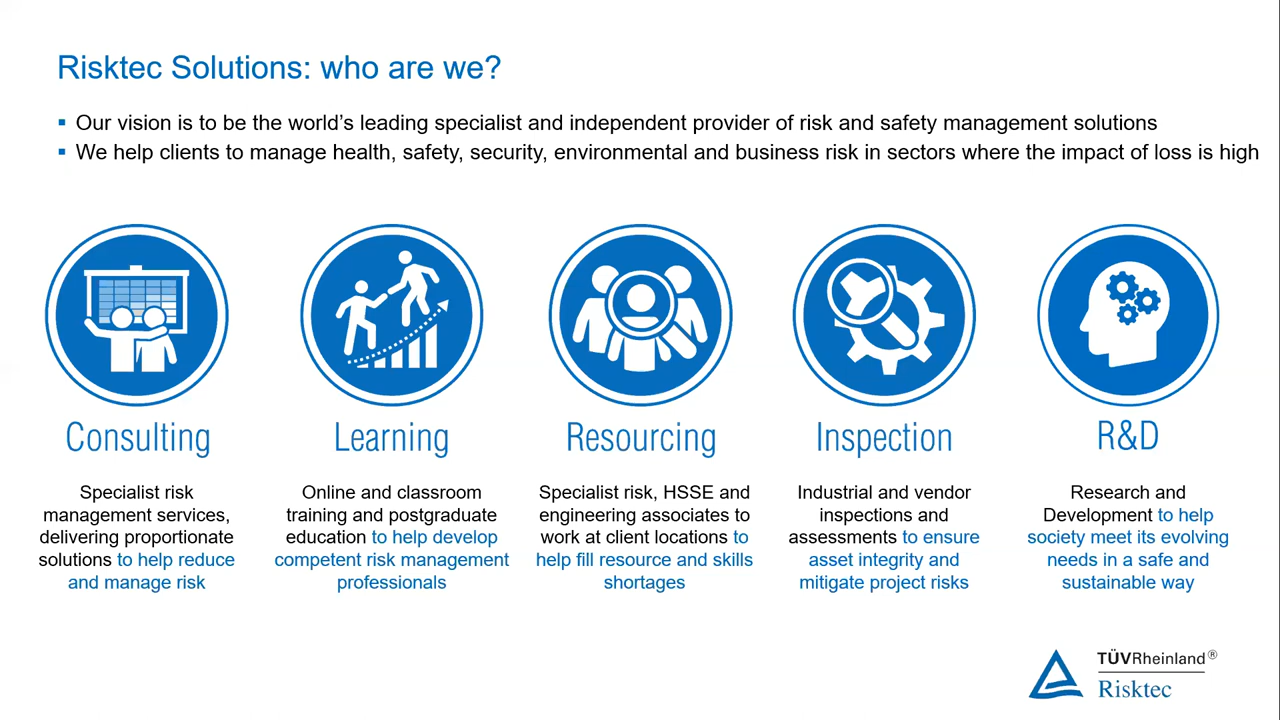 Risktec Solutions: who are we?
▪ Our vision is to be the world's leading specialist and independent provider of risk and safety management solutions
▪ We help clients to manage health, safety, security, environmental and business risk in sectors where the impact of loss is high
Consulting
Specialist risk
management services,
delivering proportionate
solutions to help reduce
and manage risk
Learning
Online and classroom
training and postgraduate
education to help develop
competent risk management
professionals
Resourcing
Specialist risk, HSSE and
engineering associates to
work at client locations to
help fill resource and skills
shortages
Inspection
Industrial and vendor
inspections and
assessments to ensure
asset integrity and
mitigate project risks
R&D
Research and
Development to help
society meet its evolving
needs in a safe and
sustainable way
TÜVRheinland®
Risktec